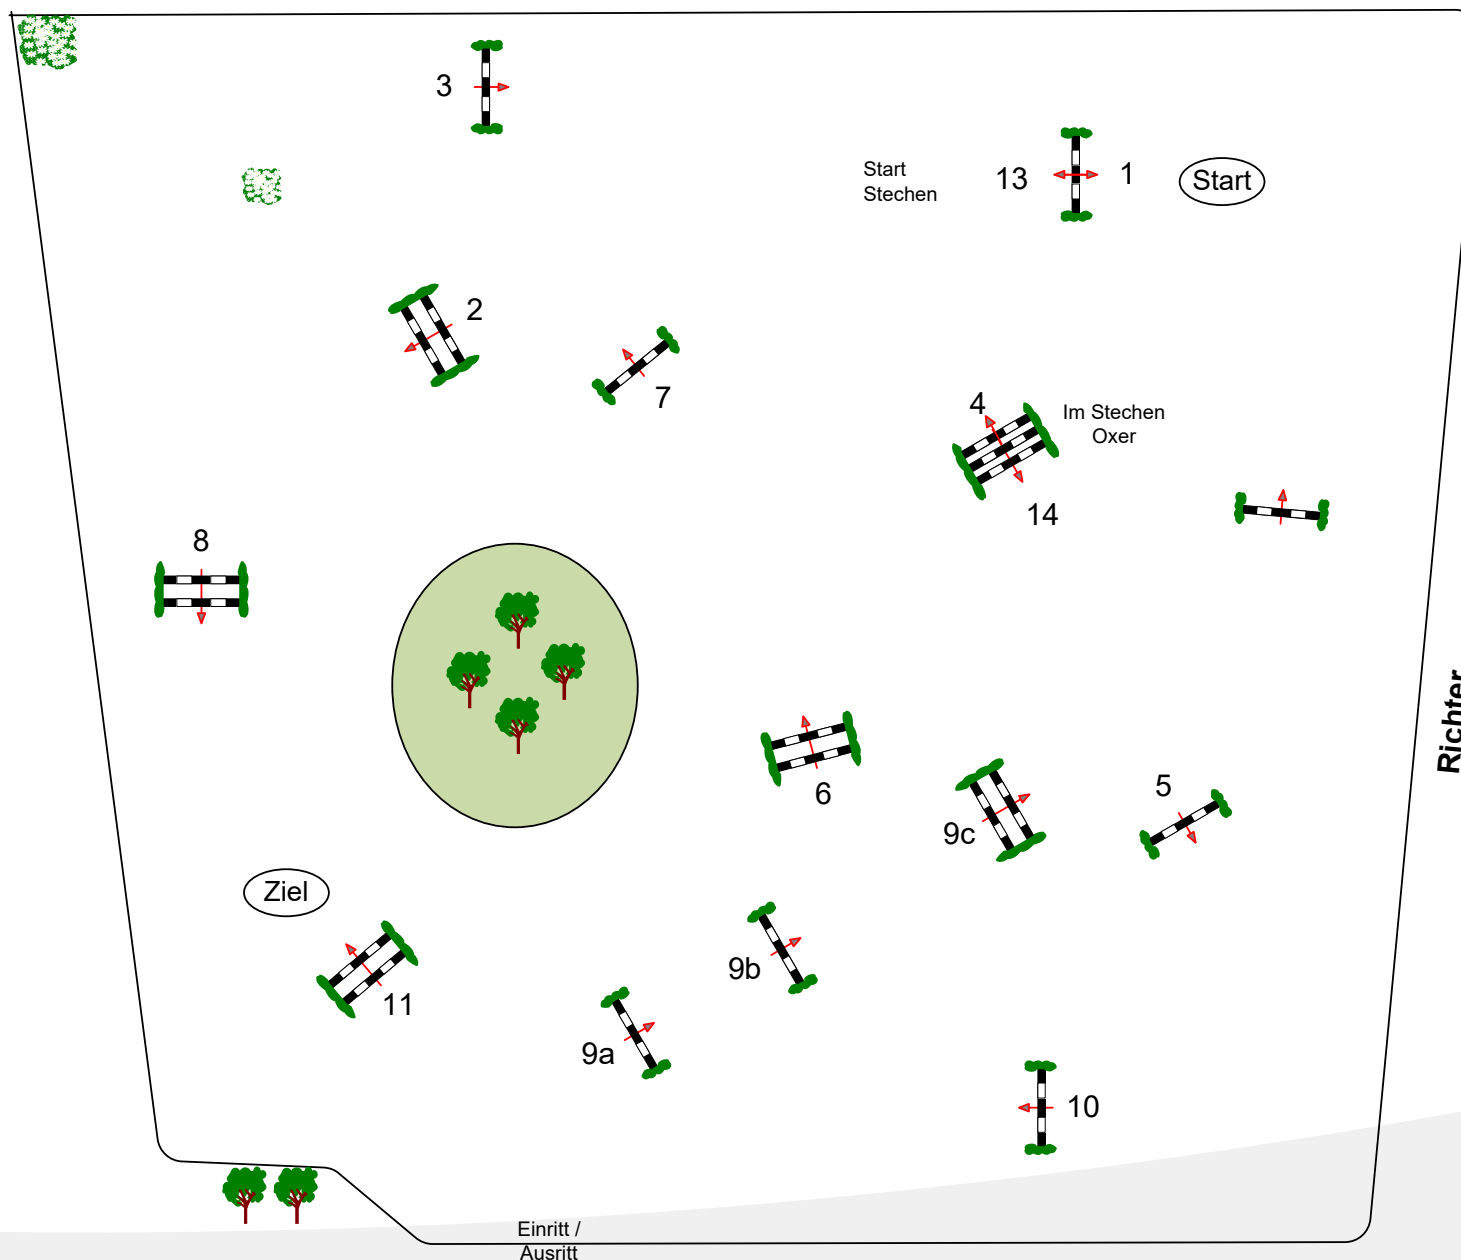 3
Start
Stechen
13
1
Start
2
7
4
Im Stechen
Oxer
14
8
Richter
6
5
9c
Ziel
9b
11
9a
10
Einritt /
Ausritt